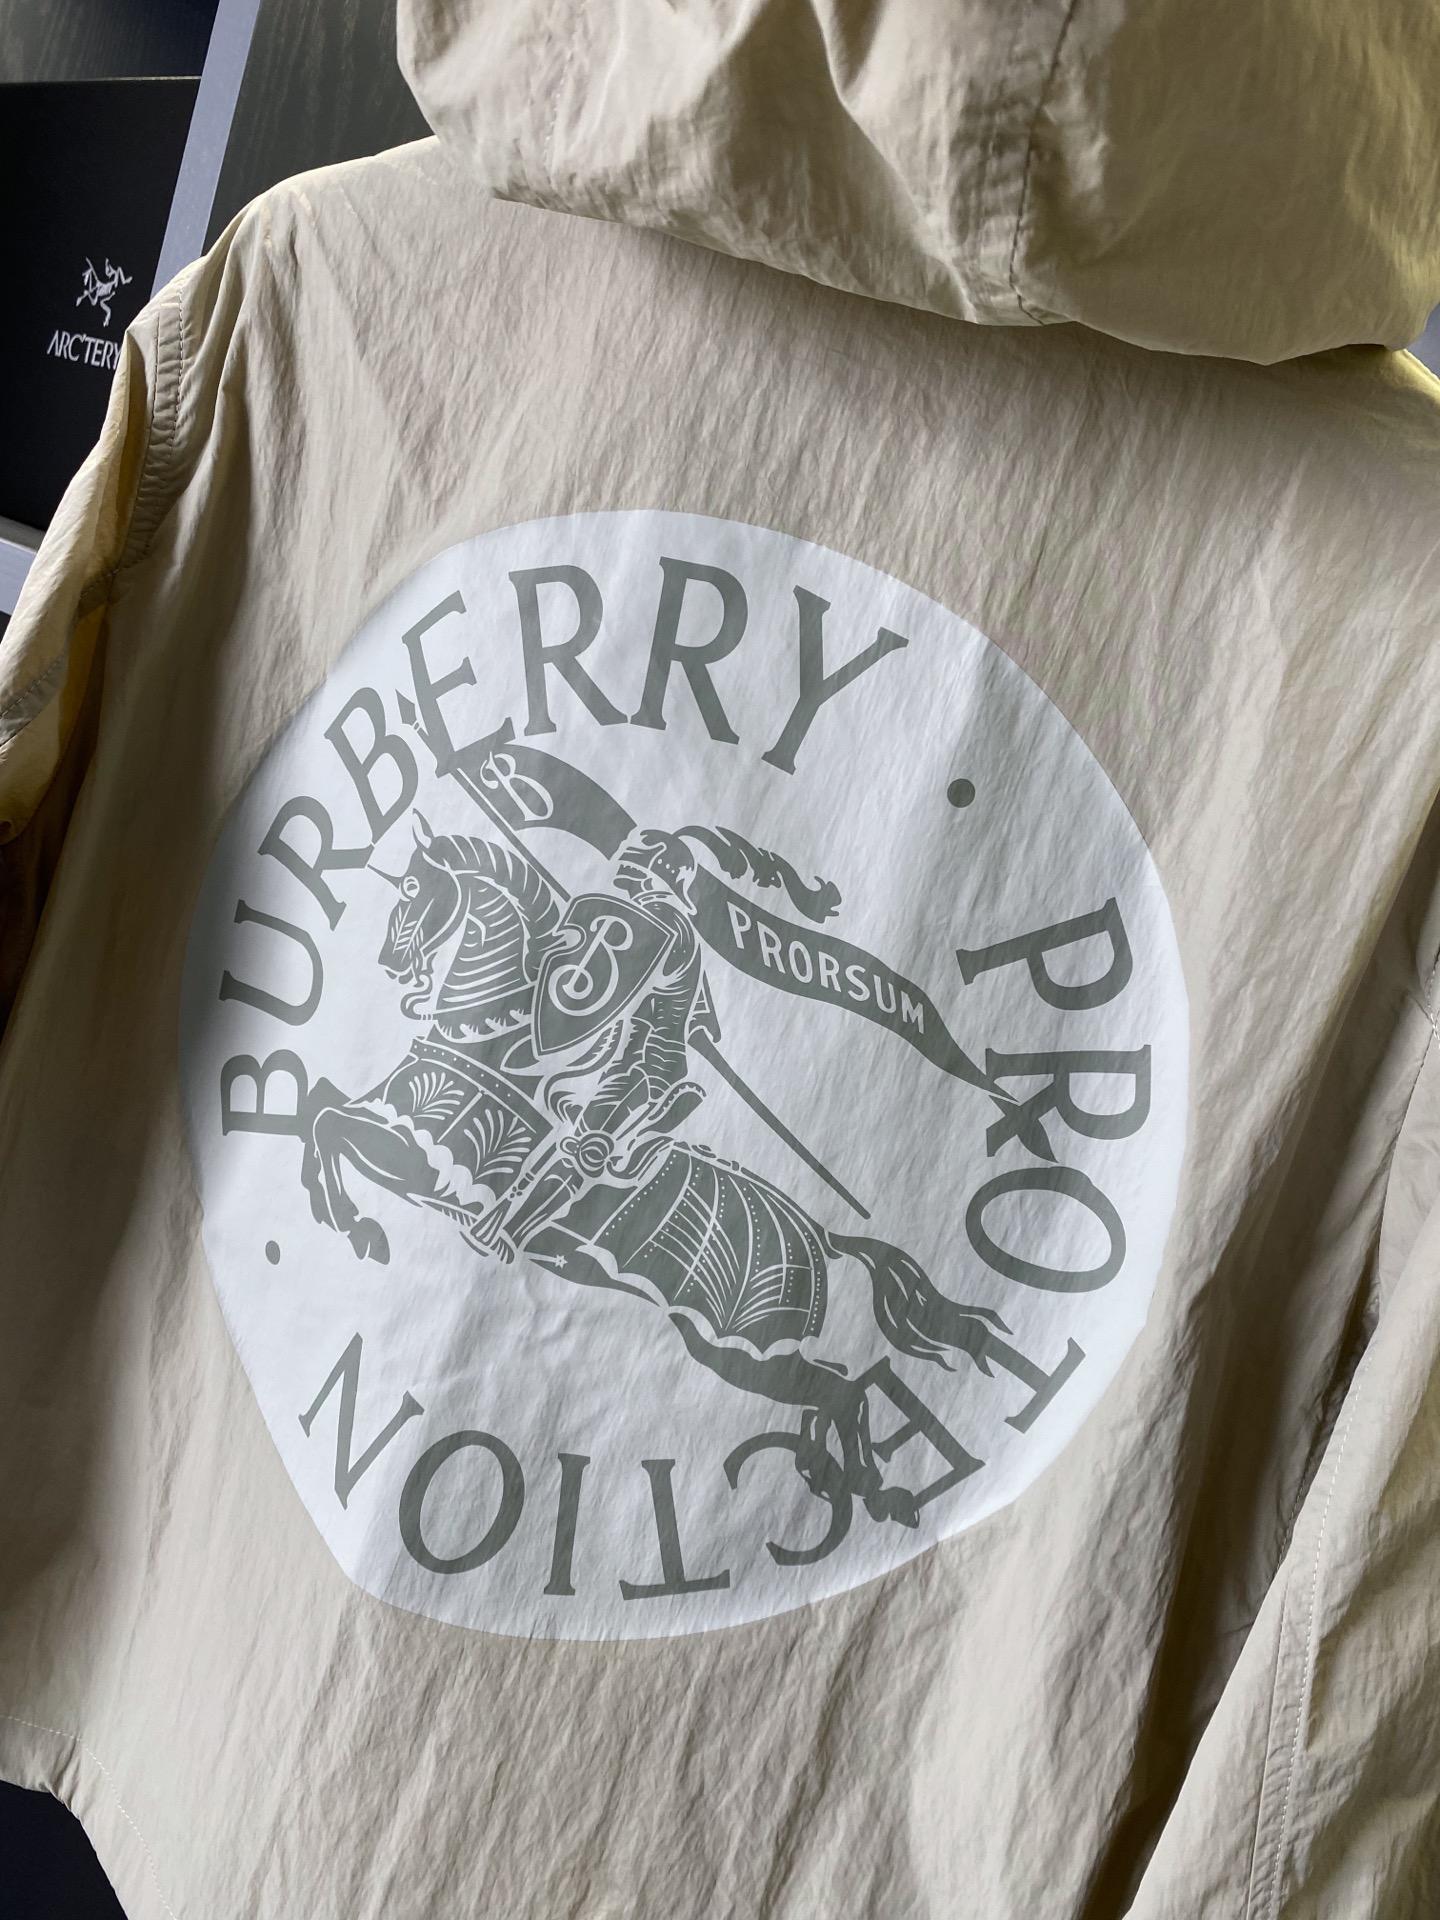 ARC'TERY
BURBERRY • PROTECTION •
B
B
PRORSUM